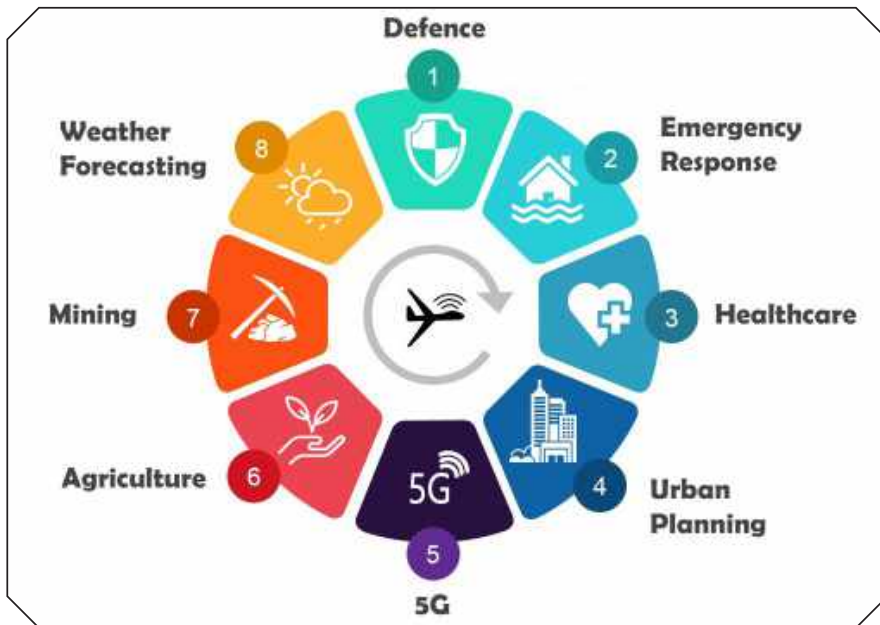 Defence
1
Emergency
Response
2
Healthcare
3
Urban
Planning
4
5G
5
5G
Agriculture
6
Mining
7
Weather
Forecasting
8